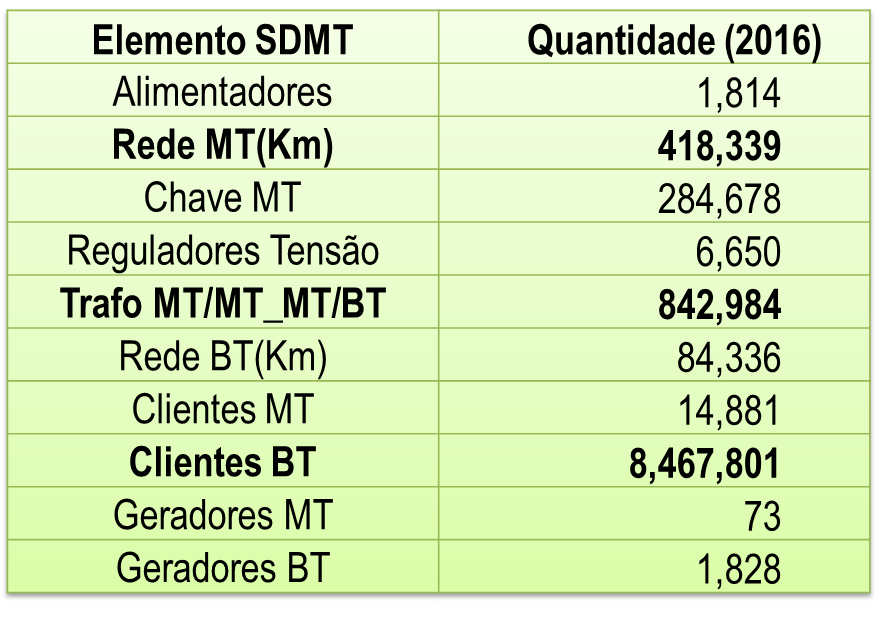 Elemento SDMT Quantidade (2016)
Alimentadores 1,814
Rede MT(Km) 418,339
Chave MT 284,678
Reguladores Tensão 6,650
Trafo MT/MT_MT/BT 842,984
Rede BT(Km) 84,336
Clientes MT 14,881
Clientes BT 8,467,801
Geradores MT 73
Geradores BT 1,828